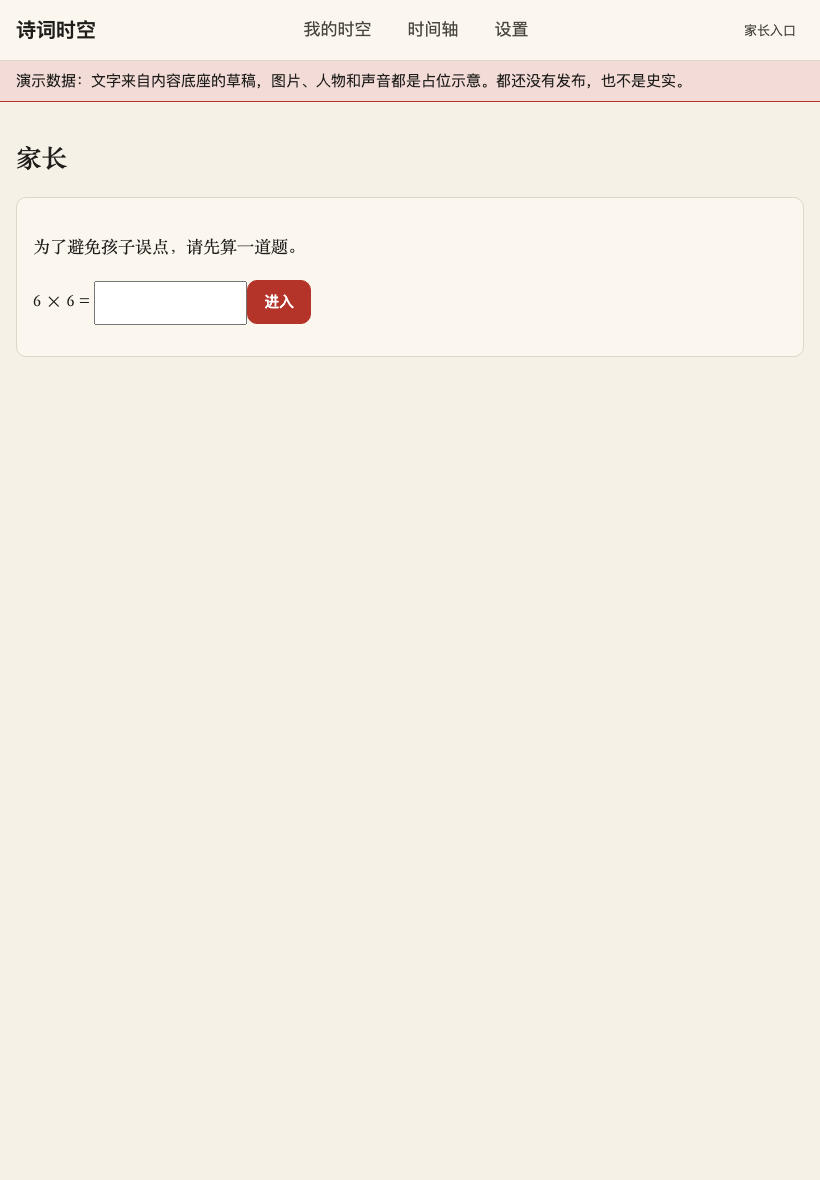 诗词时空 我的时空 时间轴 设置 家长入口
演示数据：文字来自内容底座的草稿，图片、人物和声音都是占位示意。都还没有发布，也不是史实。
家长
为了避免孩子误点，请先算一道题。
6 × 6 = 进入